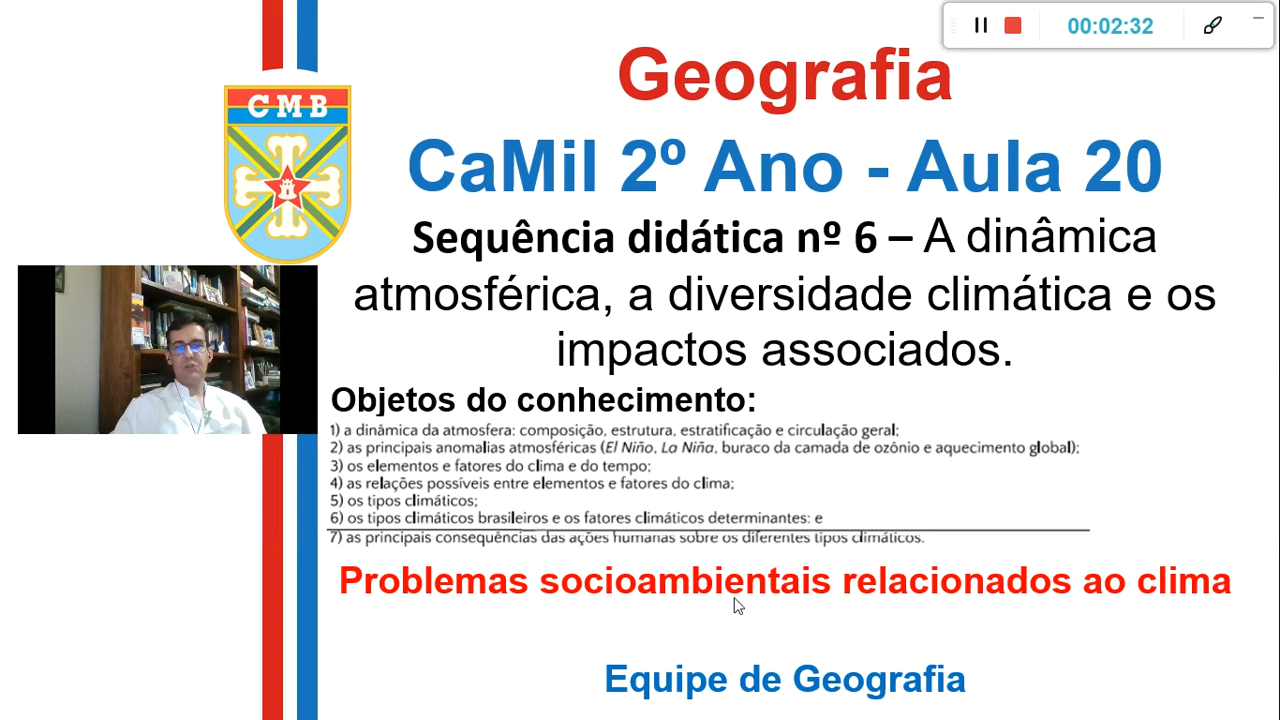 00:02:32
Geografia
CMB
CaMil 2º Ano - Aula 20
Sequência didática nº 6 – A dinâmica
atmosférica, a diversidade climática e os
impactos associados.
Objetos do conhecimento:
1) a dinâmica da atmosfera: composição, estrutura, estratificação e circulação geral;
2) as principais anomalias atmosféricas (El Niño, La Niña, buraco da camada de ozônio e aquecimento global);
3) os elementos e fatores do clima e do tempo;
4) as relações possíveis entre elementos e fatores do clima;
5) os tipos climáticos;
6) os tipos climáticos brasileiros e os fatores climáticos determinantes: e
7) as principais consequências das ações humanas sobre os diferentes tipos climáticos.
Problemas socioambientais relacionados ao clima
Equipe de Geografia